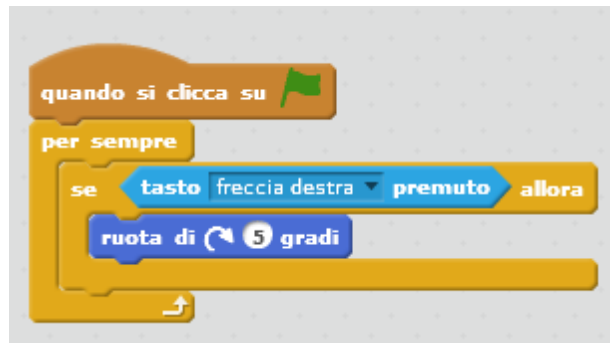 quando si clicca su
per sempre
se tasto freccia destra premuto allora
ruota di 5 gradi